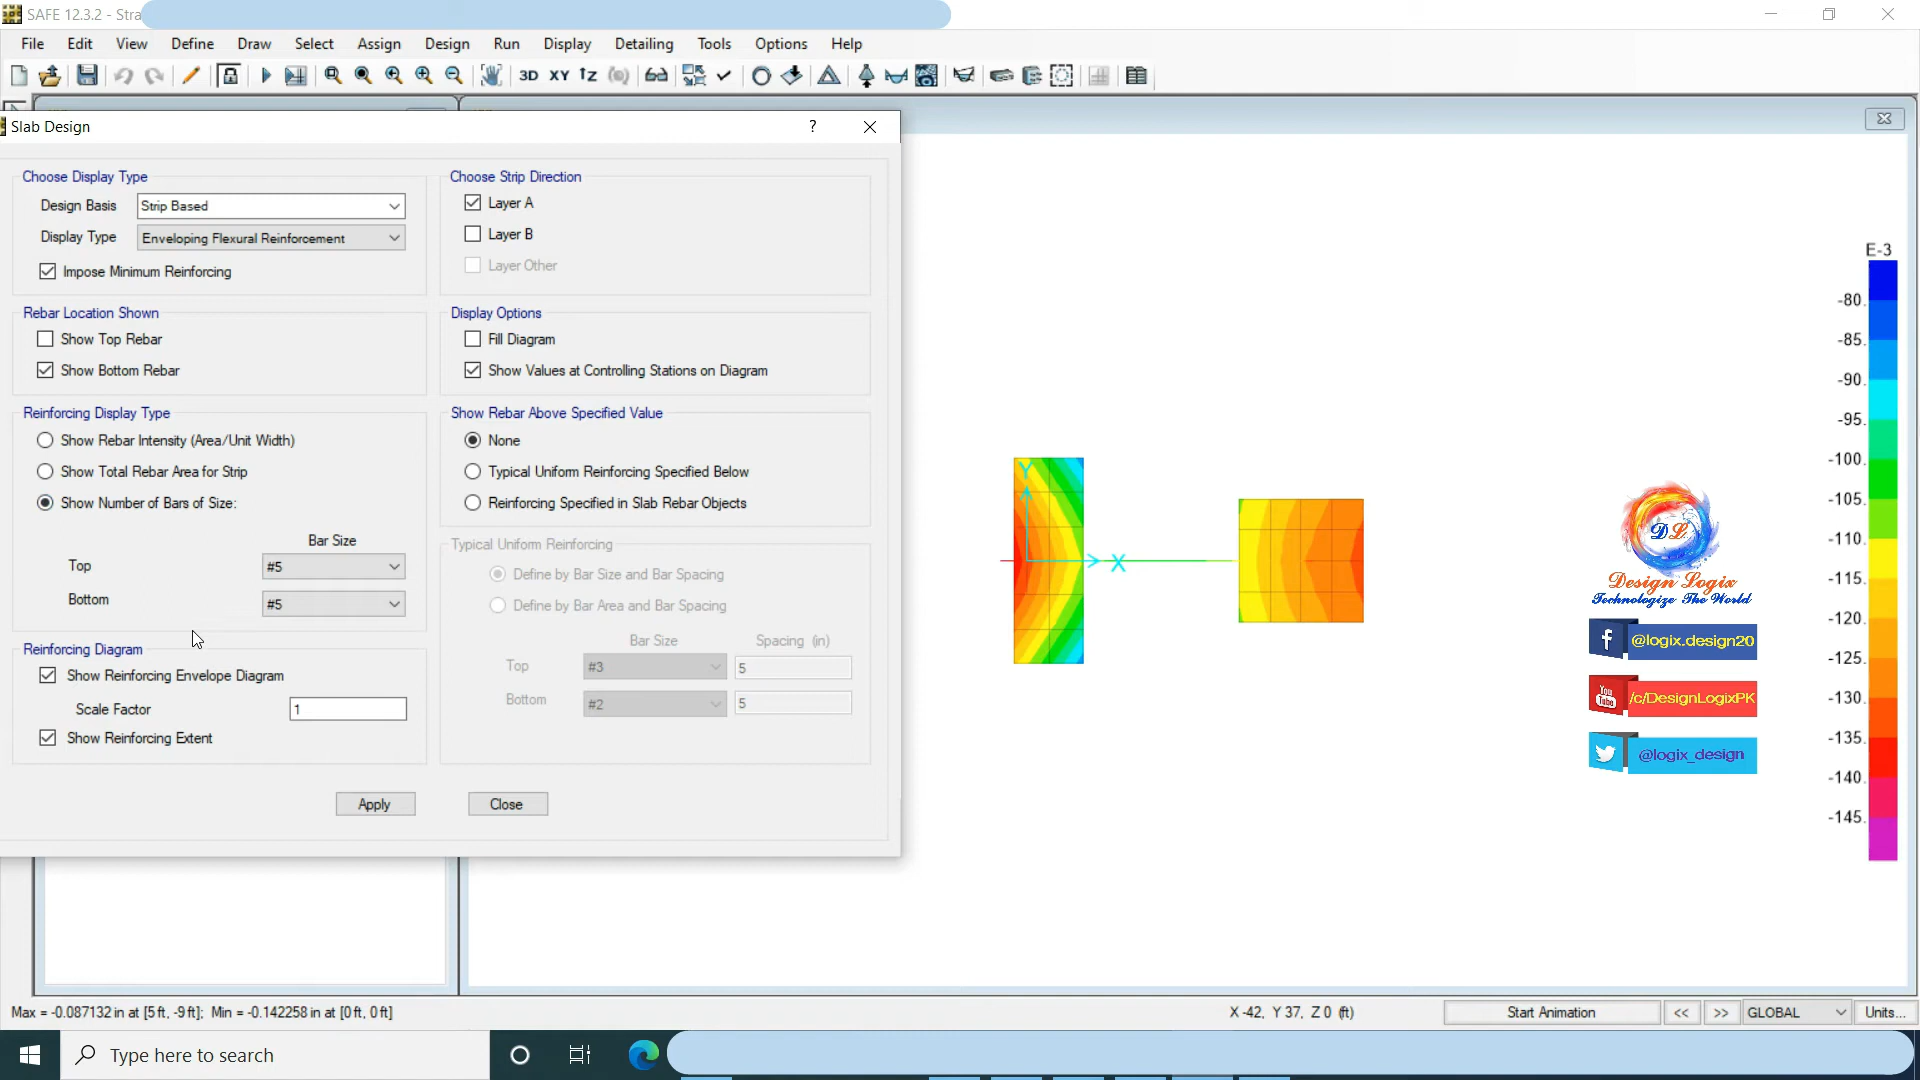 SAFE 12.3.2 - Stra
File Edit View Define Draw Select Assign Design Run Display Detailing Tools Options Help
3D XY
Slab Design ?
Choose Display Type
Design Basis Strip Based
Display Type Enveloping Flexural Reinforcement
Impose Minimum Reinforcing
Choose Strip Direction
Layer A
Layer B
Layer Other
Rebar Location Shown
Show Top Rebar
Show Bottom Rebar
Display Options
Fill Diagram
Show Values at Controlling Stations on Diagram
Reinforcing Display Type
Show Rebar Intensity (Area/Unit Width)
Show Total Rebar Area for Strip
Show Number of Bars of Size:
Bar Size
Top #5
Bottom #5
Show Rebar Above Specified Value
None
Typical Uniform Reinforcing Specified Below
Reinforcing Specified in Slab Rebar Objects
Typical Uniform Reinforcing
Define by Bar Size and Bar Spacing
Define by Bar Area and Bar Spacing
Bar Size Spacing (in)
Top #3 5
Bottom #2 5
Reinforcing Diagram
Show Reinforcing Envelope Diagram
Scale Factor 1
Show Reinforcing Extent
Apply Close
Y
X
DL
Design Logix
Technologize The World
f @logix.design20
You Tube /c/DesignLogixPK
@logix_design
E-3
-80.
-85.
-90.
-95.
-100.
-105.
-110.
-115.
-120.
-125.
-130.
-135.
-140.
-145.
Max = -0.087132 in at [5 ft, -9 ft]; Min = -0.142258 in at [0 ft, 0 ft]
X -42, Y 37, Z 0 (ft)
Start Animation << >> GLOBAL Units...
Type here to search